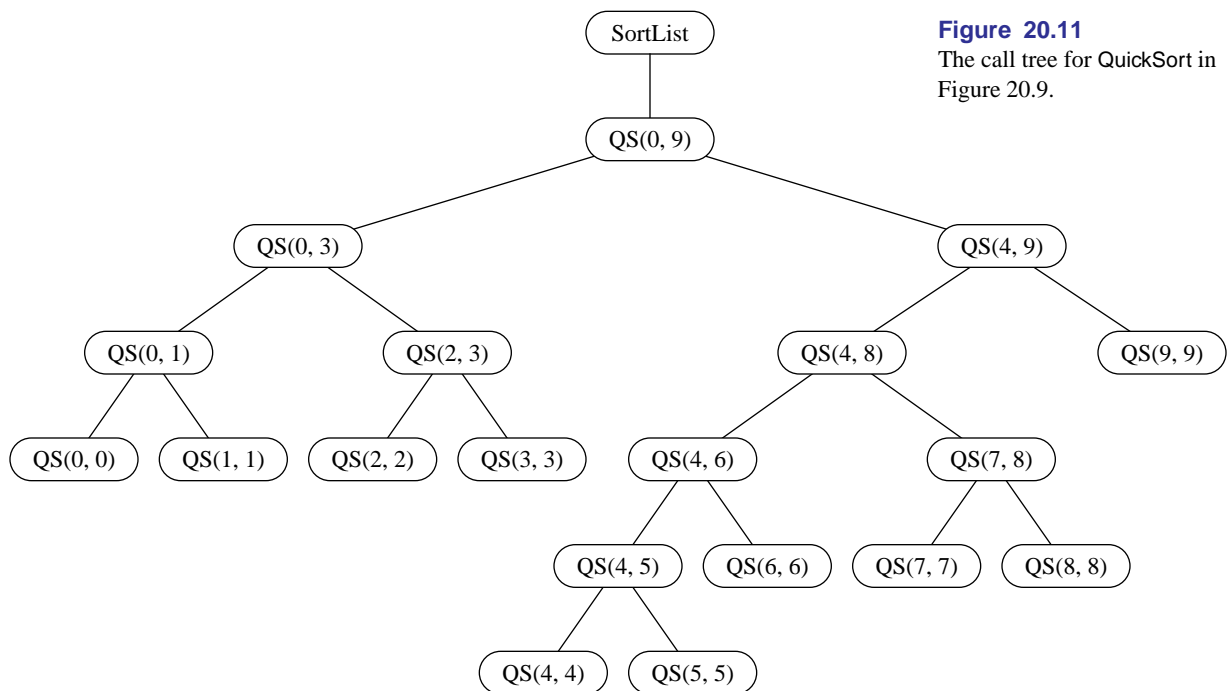 SortList
Figure 20.11
The call tree for QuickSort in
Figure 20.9.
QS(0, 9)
QS(0, 3)
QS(4, 9)
QS(0, 1)
QS(2, 3)
QS(4, 8)
QS(9, 9)
QS(0, 0)
QS(1, 1)
QS(2, 2)
QS(3, 3)
QS(4, 6)
QS(7, 8)
QS(4, 5)
QS(6, 6)
QS(7, 7)
QS(8, 8)
QS(4, 4)
QS(5, 5)